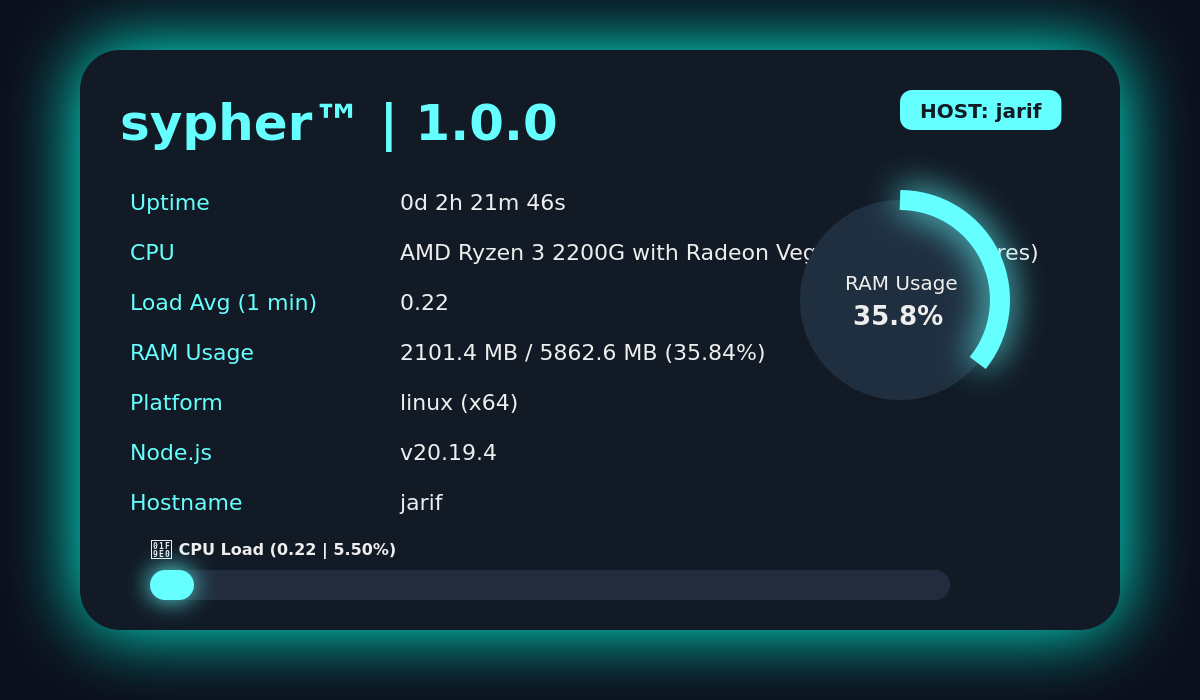 sypher™ | 1.0.0
HOST: jarif
Uptime 0d 2h 21m 46s
CPU AMD Ryzen 3 2200G with Radeon Veg res)
Load Avg (1 min) 0.22
RAM Usage 2101.4 MB / 5862.6 MB (35.84%)
Platform linux (x64)
Node.js v20.19.4
Hostname jarif
RAM Usage
35.8%
CPU Load (0.22 | 5.50%)